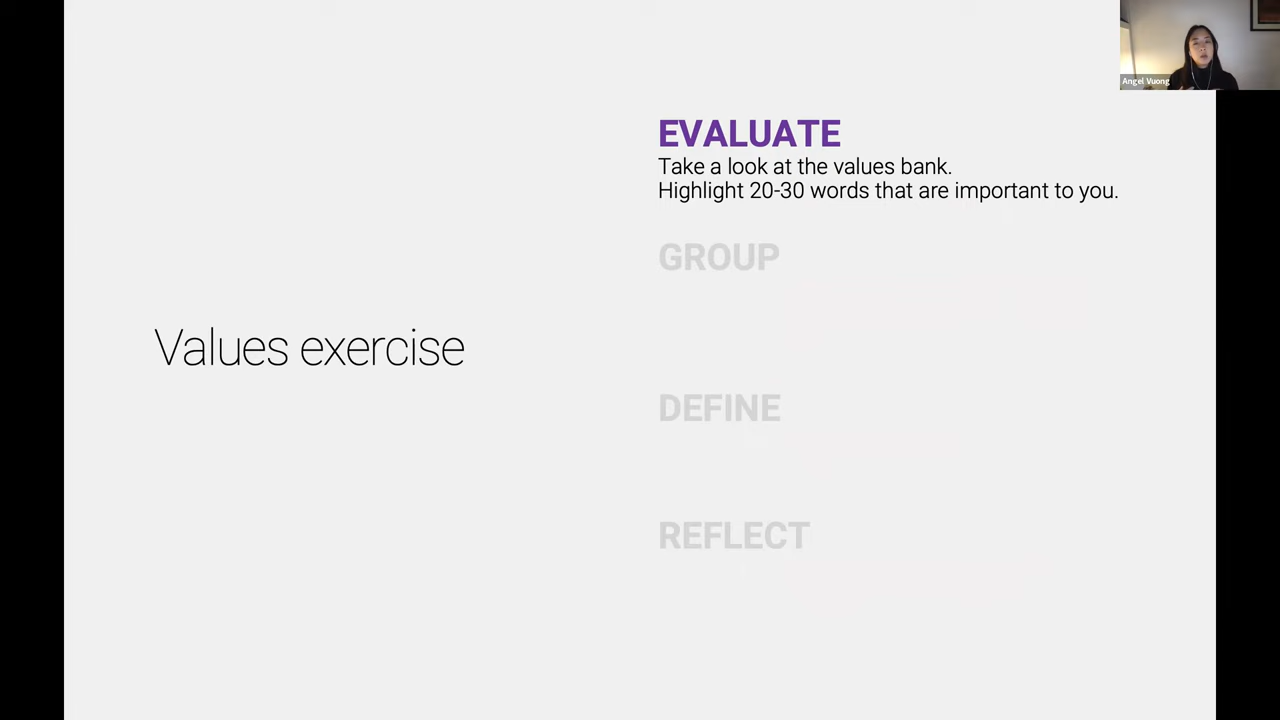 Angel Vuong
EVALUATE
Take a look at the values bank.
Highlight 20-30 words that are important to you.
GROUP
Values exercise
DEFINE
REFLECT